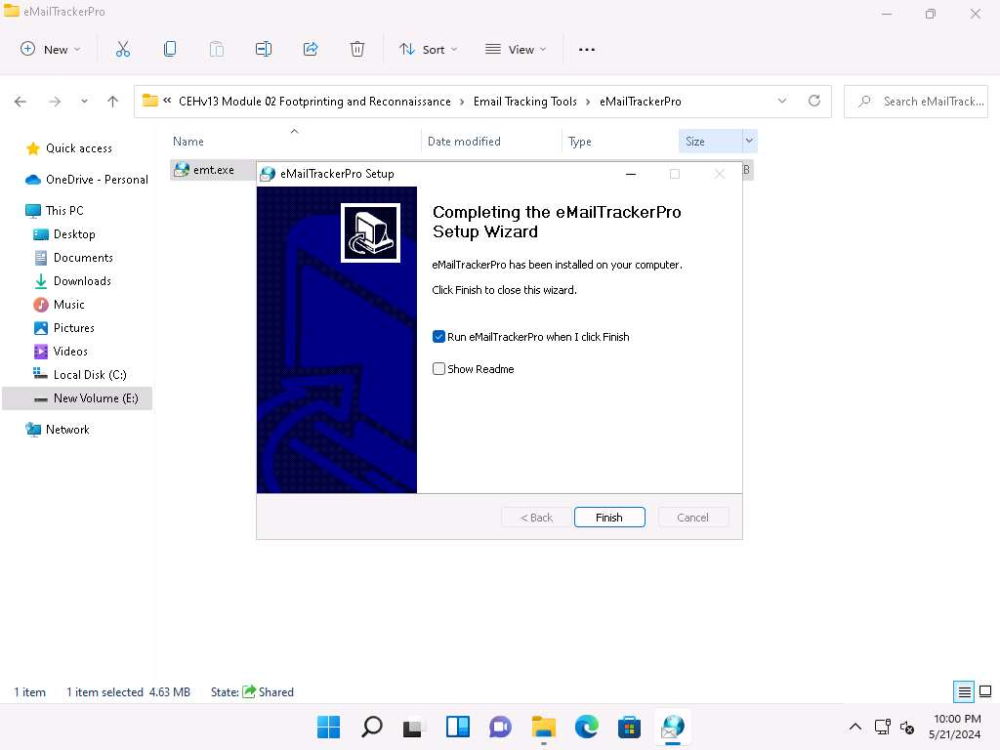 eMailTrackerPro
New
Sort
View
« CEHv13 Module 02 Footprinting and Reconnaissance > Email Tracking Tools > eMailTrackerPro
Search eMailTrack...
Name
Date modified
Type
Size
Quick access
OneDrive - Personal
This PC
Desktop
Documents
Downloads
Music
Pictures
Videos
Local Disk (C:)
New Volume (E:)
Network
emt.exe
B
eMailTrackerPro Setup
Completing the eMailTrackerPro
Setup Wizard
eMailTrackerPro has been installed on your computer.
Click Finish to close this wizard.
Run eMailTrackerPro when I click Finish
Show Readme
< Back
Finish
Cancel
1 item
1 item selected 4.63 MB
State: Shared
10:00 PM
5/21/2024